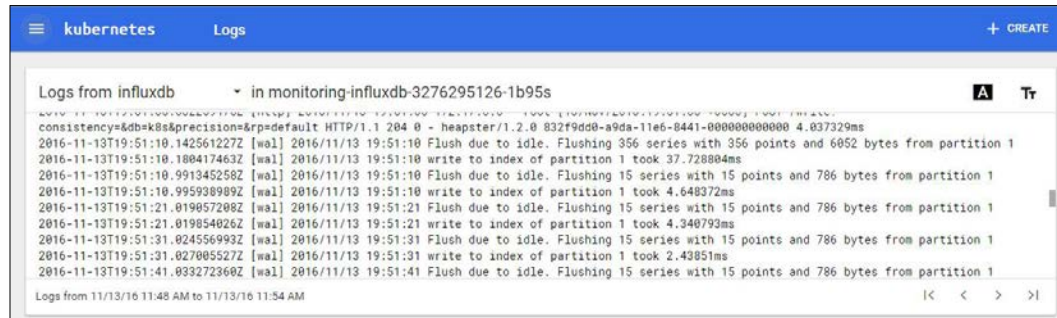 kubernetes Logs + CREATE
Logs from influxdb in monitoring-influxdb-3276295126-1b95s A Tт
consistency=&db=k8s&precision=&rp=default HTTP/1.1 204 0 - heapster/1.2.0 832f9dd0-a9da-11e6-8441-000000000000 4.037329ms
2016-11-13T19:51:10.142561227Z [wal] 2016/11/13 19:51:10 Flush due to idle. Flushing 356 series with 356 points and 6052 bytes from partition 1
2016-11-13T19:51:10.180417463Z [wal] 2016/11/13 19:51:10 write to index of partition 1 took 37.728804ms
2016-11-13T19:51:10.991345258Z [wal] 2016/11/13 19:51:10 Flush due to idle. Flushing 15 series with 15 points and 786 bytes from partition 1
2016-11-13T19:51:10.995938989Z [wal] 2016/11/13 19:51:10 write to index of partition 1 took 4.648372ms
2016-11-13T19:51:21.019057208Z [wal] 2016/11/13 19:51:21 Flush due to idle. Flushing 15 series with 15 points and 786 bytes from partition 1
2016-11-13T19:51:21.019854026Z [wal] 2016/11/13 19:51:21 write to index of partition 1 took 4.340793ms
2016-11-13T19:51:31.024556993Z [wal] 2016/11/13 19:51:31 Flush due to idle. Flushing 15 series with 15 points and 786 bytes from partition 1
2016-11-13T19:51:31.027005527Z [wal] 2016/11/13 19:51:31 write to index of partition 1 took 2.43851ms
2016-11-13T19:51:41.033272360Z [wal] 2016/11/13 19:51:41 Flush due to idle. Flushing 15 series with 15 points and 786 bytes from partition 1
Logs from 11/13/16 11:48 AM to 11/13/16 11:54 AM